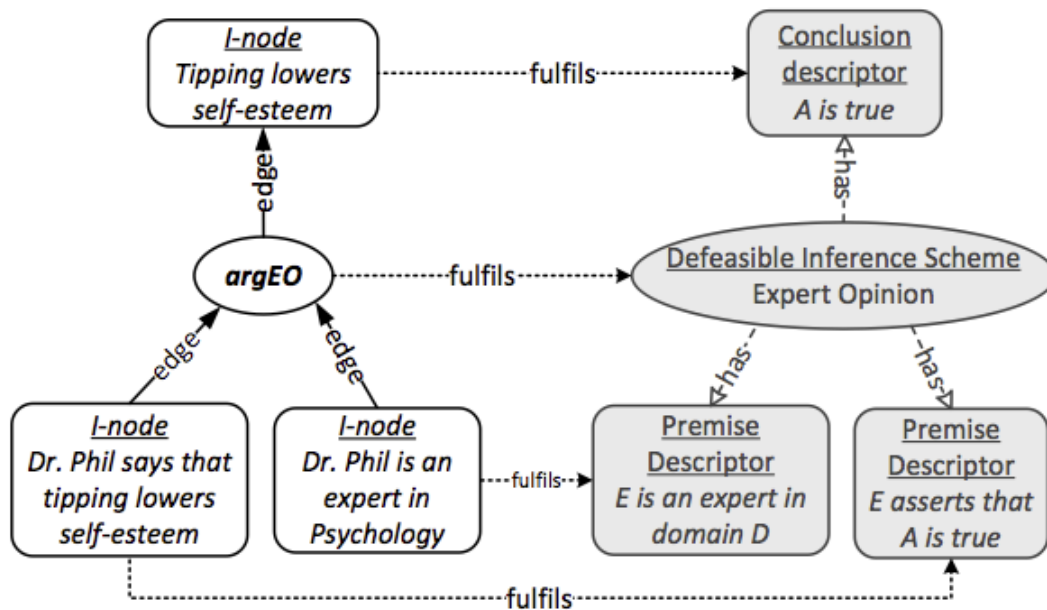 I-node
Tipping lowers
self-esteem
fulfils
Conclusion
descriptor
A is true
edge
has
argEO
fulfils
Defeasible Inference Scheme
Expert Opinion
edge
edge
has
has
I-node
Dr. Phil says that
tipping lowers
self-esteem
I-node
Dr. Phil is an
expert in
Psychology
fulfils
Premise
Descriptor
E is an expert in
domain D
Premise
Descriptor
E asserts that
A is true
fulfils